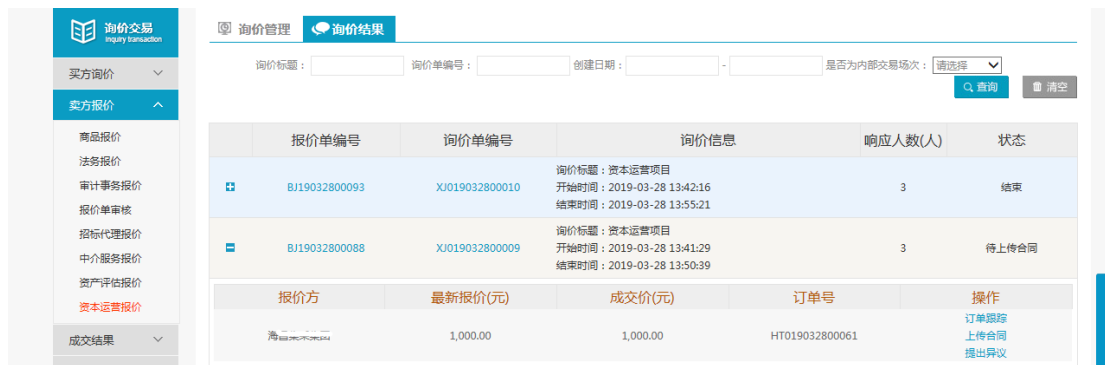 询价交易
Inquiry transaction
询价管理
询价结果
买方询价
卖方报价
商品报价
法务报价
审计事务报价
报价单审核
招标代理报价
中介服务报价
资产评估报价
资本运营报价
成交结果
询价标题：
询价单编号：
创建日期：
-
是否为内部交易场次：
请选择
查询
清空
报价单编号 询价单编号 询价信息 响应人数(人) 状态
询价标题：资本运营项目
BJ19032800093 XJ019032800010 开始时间：2019-03-28 13:42:16 3 结束
结束时间：2019-03-28 13:55:21
询价标题：资本运营项目
BJ19032800088 XJ019032800009 开始时间：2019-03-28 13:41:29 3 待上传合同
结束时间：2019-03-28 13:50:39
报价方 最新报价(元) 成交价(元) 订单号 操作
订单跟踪
1,000.00 1,000.00 HT019032800061 上传合同
提出异议